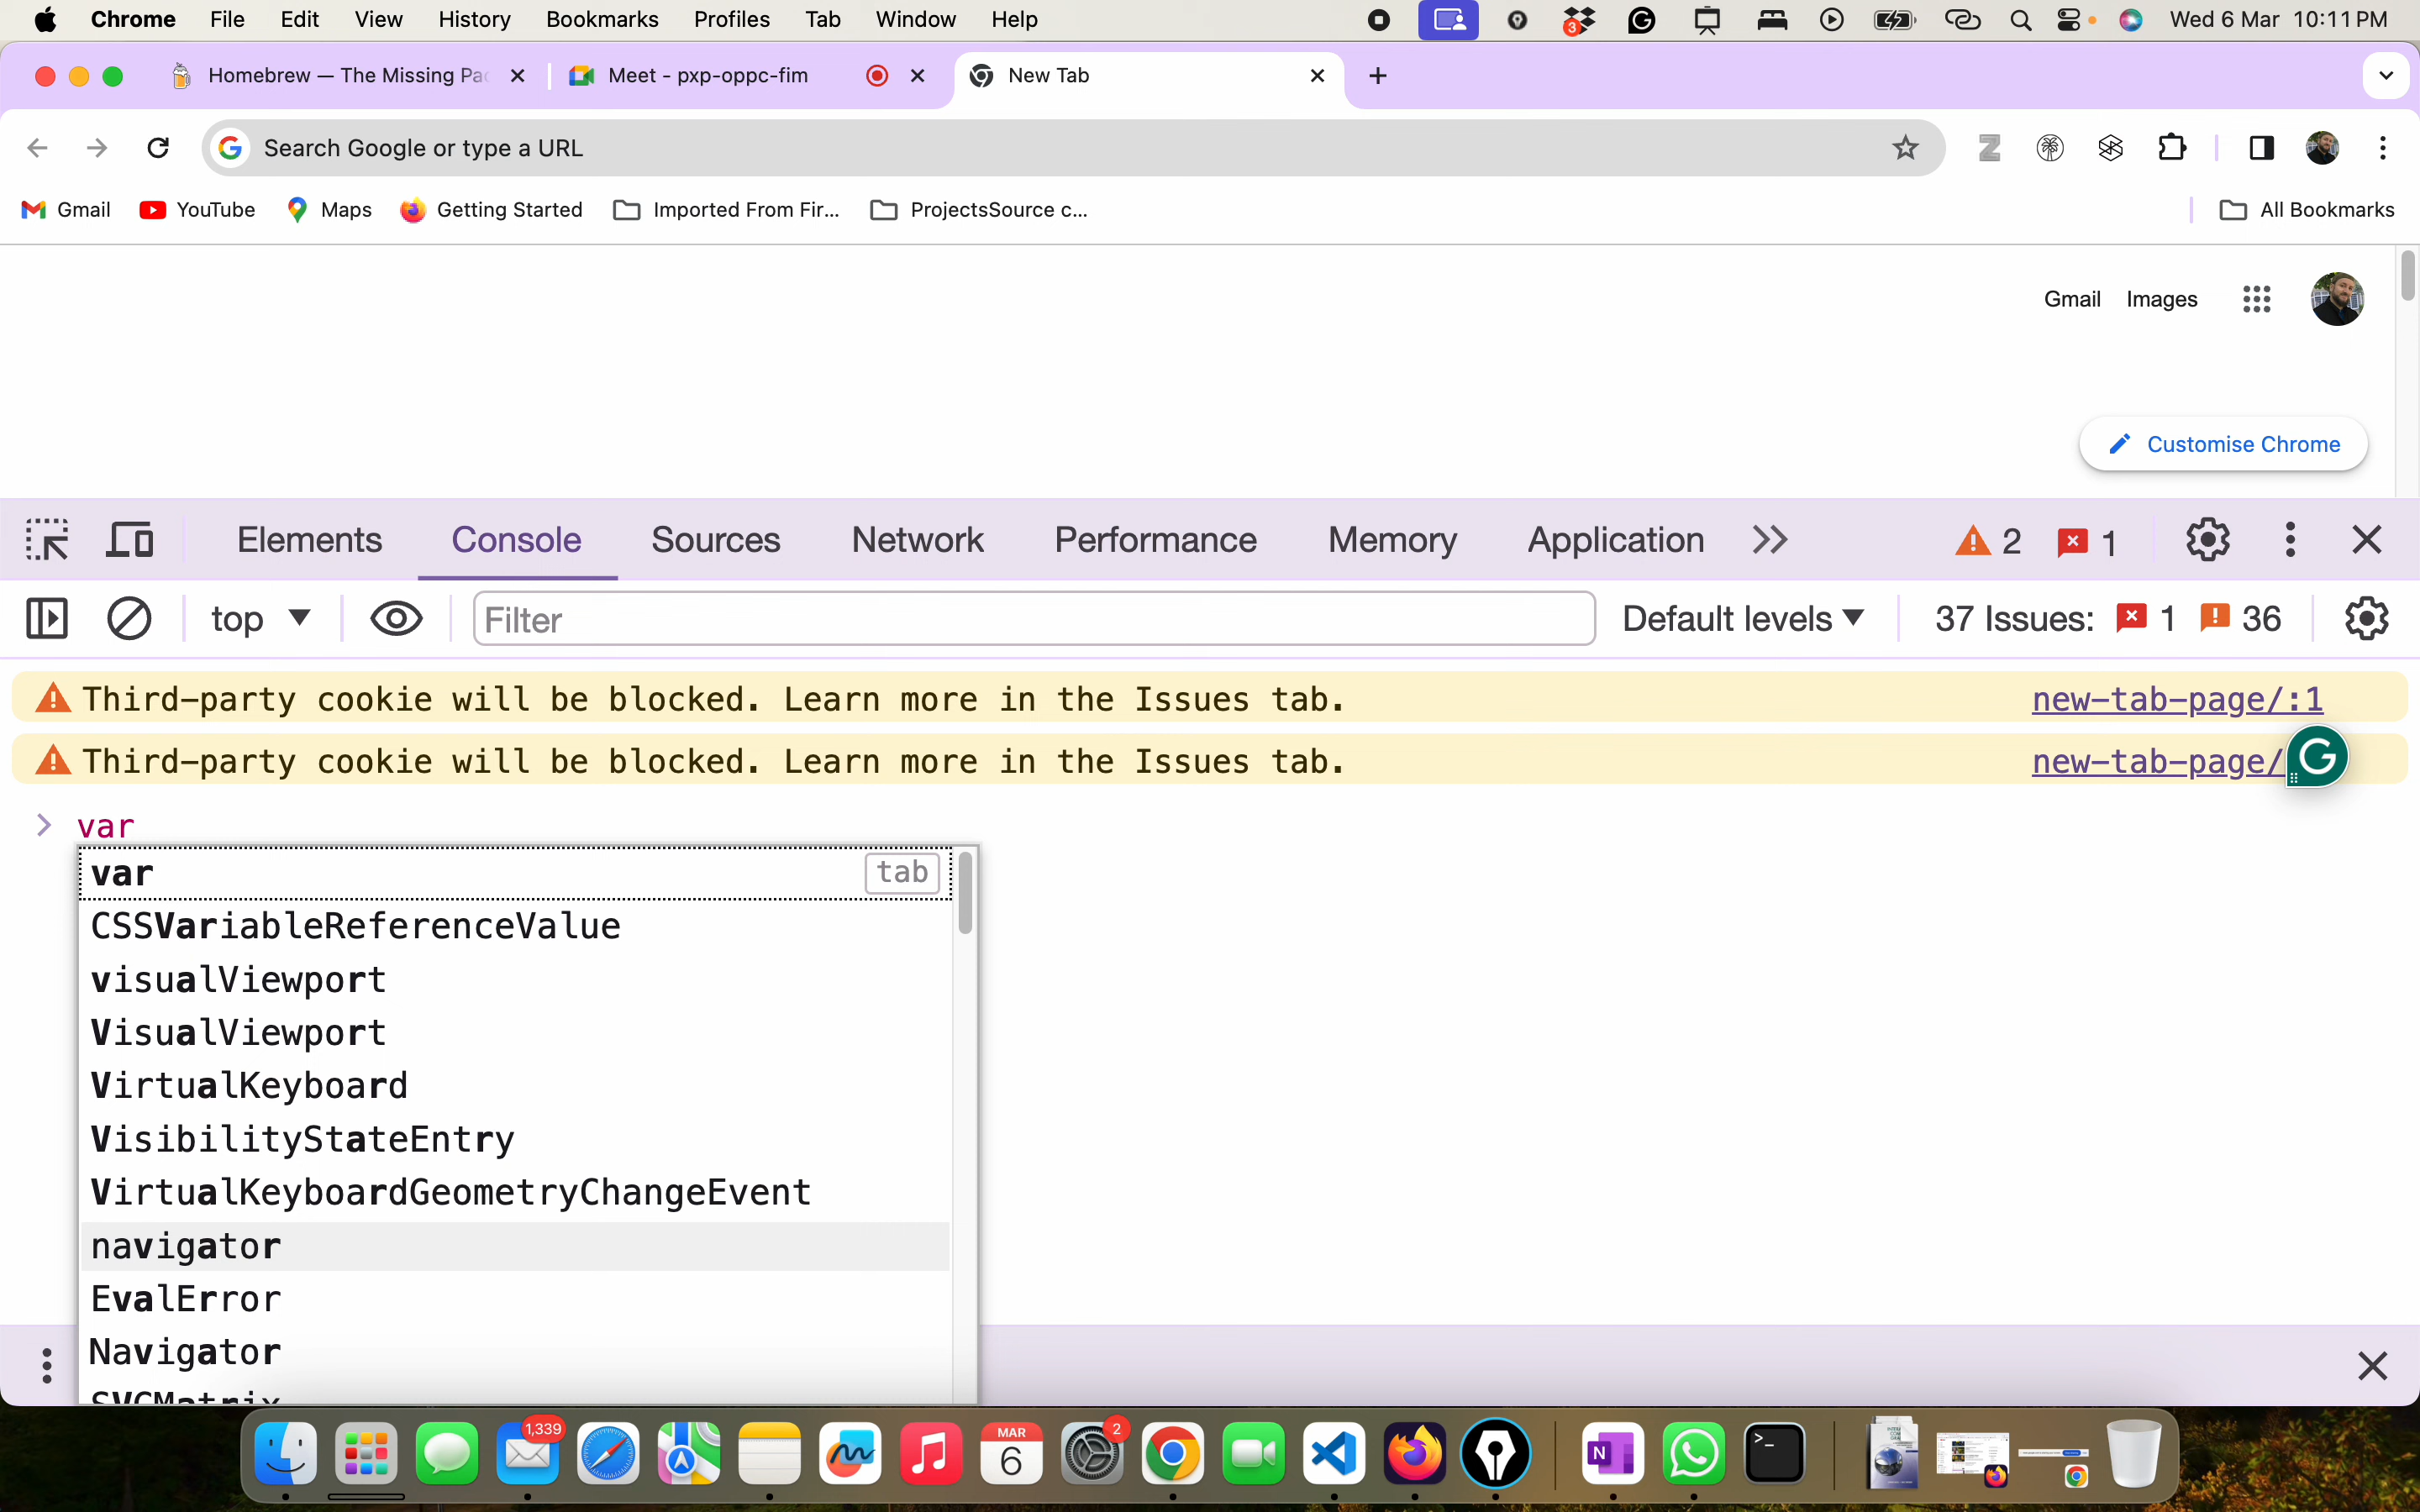 Chrome File Edit View History Bookmarks Profiles Tab Window Help 3 Wed 6 Mar 10:11 PM
Homebrew — The Missing Pac Meet - pxp-oppc-fim New Tab
Search Google or type a URL
Gmail YouTube Maps Getting Started Imported From Fir... ProjectsSource c... All Bookmarks
Gmail Images
Customise Chrome
Elements Console Sources Network Performance Memory Application 2 1
top Filter Default levels 37 Issues: 1 36
Third-party cookie will be blocked. Learn more in the Issues tab. new-tab-page/:1
Third-party cookie will be blocked. Learn more in the Issues tab. new-tab-page/
> var
var tab
CSSVariableReferenceValue
visualViewport
VisualViewport
VirtualKeyboard
VisibilityStateEntry
VirtualKeyboardGeometryChangeEvent
navigator
EvalError
Navigator
SVGMatrix
1,339 MAR 6 2 N >_